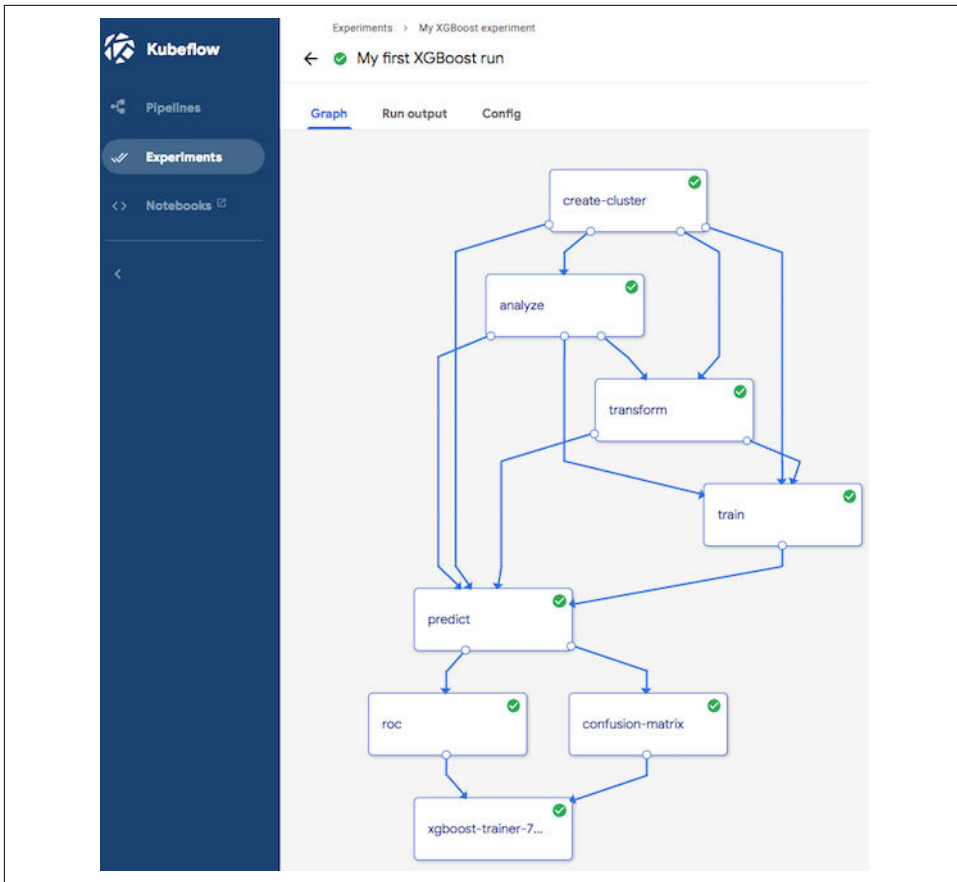 Kubeflow
Pipelines
Experiments
Notebooks
Experiments > My XGBoost experiment
My first XGBoost run
Graph Run output Config
create-cluster
analyze
transform
train
predict
roc
confusion-matrix
xgboost-trainer-7...